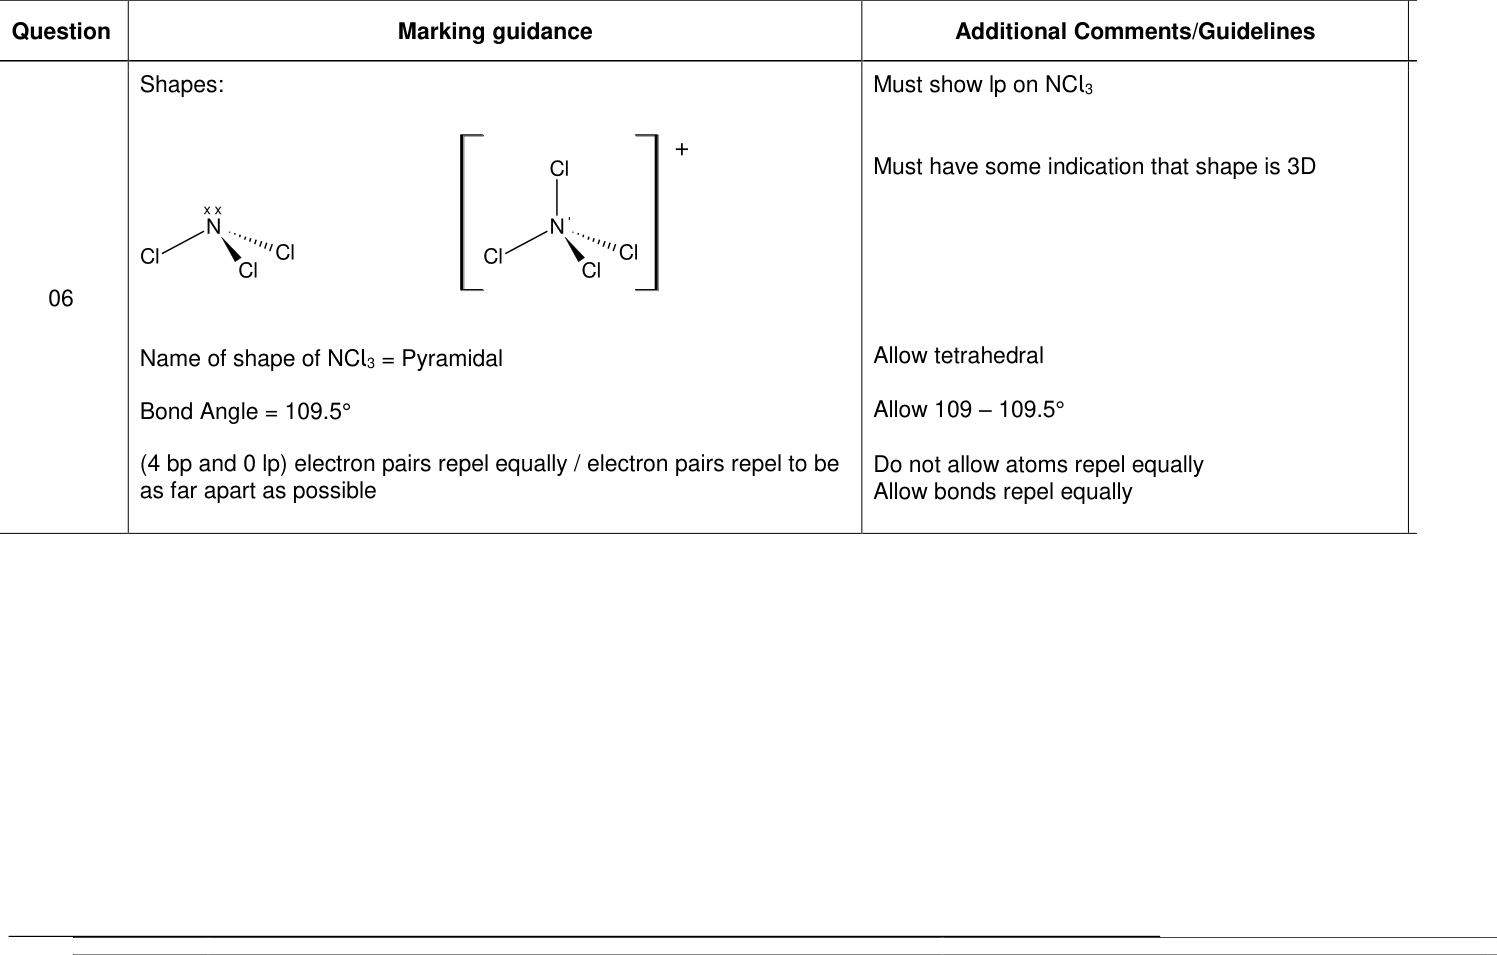 Question Marking guidance Additional Comments/Guidelines
06
Shapes:
x x
N
Cl
Cl
Cl
+
Cl
N
Cl
Cl
Cl
Name of shape of NCl₃ = Pyramidal
Bond Angle = 109.5°
(4 bp and 0 lp) electron pairs repel equally / electron pairs repel to be
as far apart as possible
Must show lp on NCl₃
Must have some indication that shape is 3D
Allow tetrahedral
Allow 109 – 109.5°
Do not allow atoms repel equally
Allow bonds repel equally